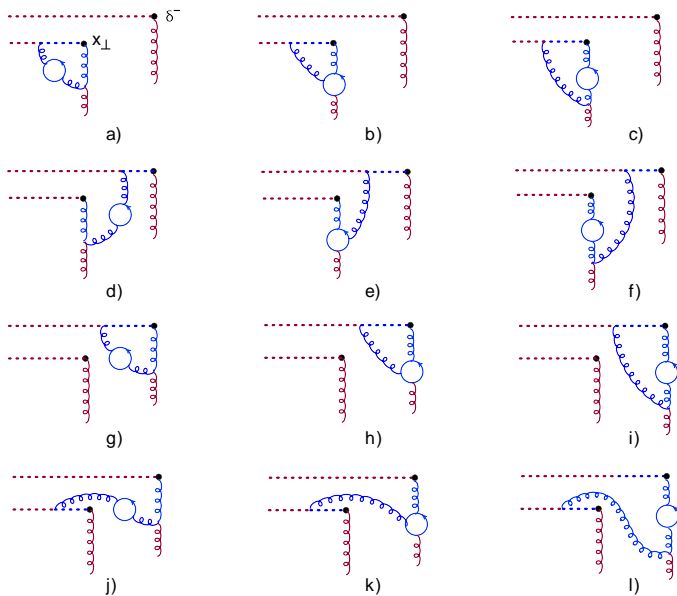 δ⁻
x⊥
a) b) c)
d) e) f)
g) h) i)
j) k) l)